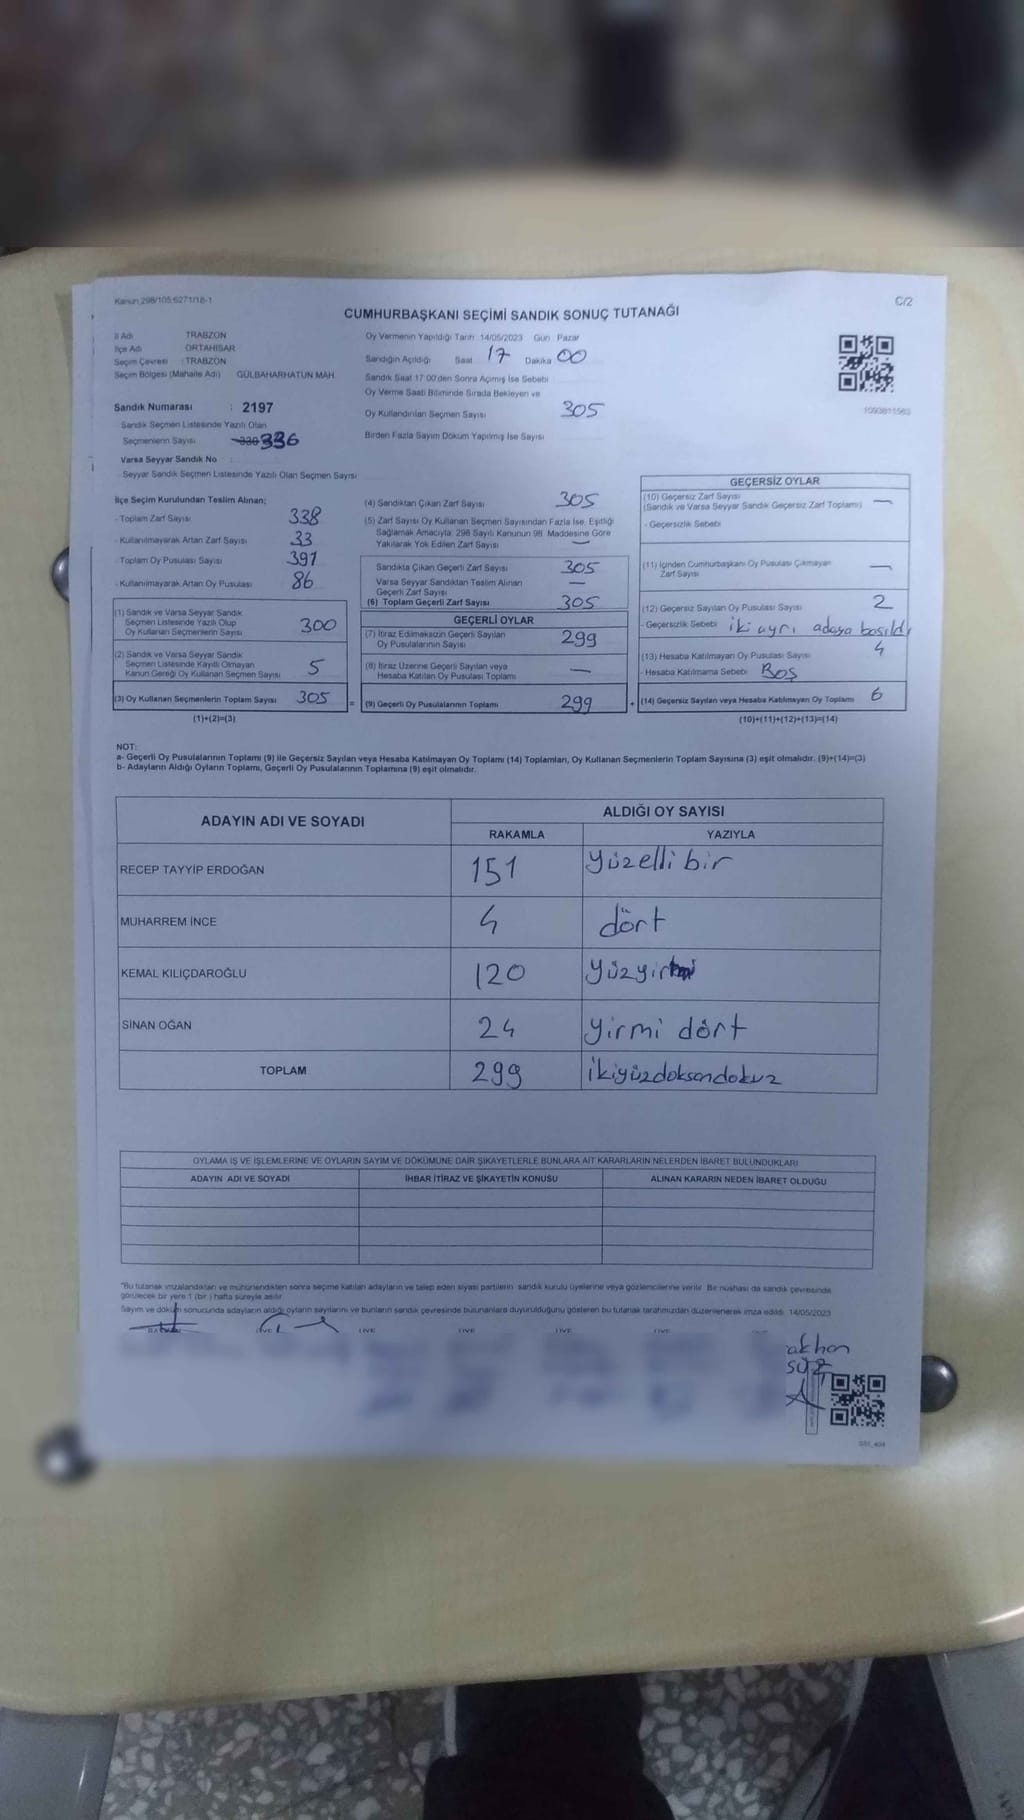 Kanun 298/105:6271/18-1
C/2
CUMHURBAŞKANI SEÇİMİ SANDIK SONUÇ TUTANAĞI
İl Adı TRABZON
İlçe Adı ORTAHİSAR
Seçim Çevresi : TRABZON
Seçim Bölgesi (Mahalle Adı) GÜLBAHARHATUN MAH.
Sandık Numarası : 2197
Sandık Seçmen Listesinde Yazılı Olan
Seçmenlerin Sayısı 336
Varsa Seyyar Sandık No
Seyyar Sandık Seçmen Listesinde Yazılı Olan Seçmen Sayısı
Oy Vermenin Yapıldığı Tarih 14/05/2023 Gün Pazar
Sandığın Açıldığı Saat 17 Dakika 00
Sandık Saat 17:00'den Sonra Açılmış İse Sebebi
Oy Verme Saati Bitiminde Sırada Bekleyen ve
Oy Kullandırılan Seçmen Sayısı 305
Birden Fazla Sayım Döküm Yapılmış İse Sayısı
1093811563
İlçe Seçim Kurulundan Teslim Alınan;
- Toplam Zarf Sayısı 338
- Kullanılmayarak Artan Zarf Sayısı 33
- Toplam Oy Pusulası Sayısı 391
- Kullanılmayarak Artan Oy Pusulası 86
(1) Sandık ve Varsa Seyyar Sandık
Seçmen Listesinde Yazılı Olup
Oy Kullanan Seçmenlerin Sayısı 300
(2) Sandık ve Varsa Seyyar Sandık
Seçmen Listesinde Kayıtlı Olmayan
Kanun Gereği Oy Kullanan Seçmen Sayısı 5
(3) Oy Kullanan Seçmenlerin Toplam Sayısı 305
(1)+(2)=(3)
(4) Sandıktan Çıkan Zarf Sayısı 305
(5) Zarf Sayısı Oy Kullanan Seçmen Sayısından Fazla İse, Eşitliği
Sağlamak Amacıyla, 298 Sayılı Kanunun 98. Maddesine Göre
Yakılarak Yok Edilen Zarf Sayısı —
Sandıkta Çıkan Geçerli Zarf Sayısı 305
Varsa Seyyar Sandıktan Teslim Alınan
Geçerli Zarf Sayısı —
(6) Toplam Geçerli Zarf Sayısı 305
GEÇERLİ OYLAR
(7) İtiraz Edilmeksizin Geçerli Sayılan
Oy Pusulalarının Sayısı 299
(8) İtiraz Üzerine Geçerli Sayılan veya
Hesaba Katılan Oy Pusulası Toplamı —
= (9) Geçerli Oy Pusulalarının Toplamı 299
GEÇERSİZ OYLAR
(10) Geçersiz Zarf Sayısı
(Sandık ve Varsa Seyyar Sandık Geçersiz Zarf Toplamı) —
- Geçersizlik Sebebi
(11) İçinden Cumhurbaşkanı Oy Pusulası Çıkmayan
Zarf Sayısı —
(12) Geçersiz Sayılan Oy Pusulası Sayısı 2
- Geçersizlik Sebebi iki ayrı adaya basıldı
(13) Hesaba Katılmayan Oy Pusulası Sayısı 4
- Hesaba Katılmama Sebebi Boş
+ (14) Geçersiz Sayılan veya Hesaba Katılmayan Oy Toplamı 6
(10)+(11)+(12)+(13)=(14)
NOT:
a- Geçerli Oy Pusulalarının Toplamı (9) ile Geçersiz Sayılan veya Hesaba Katılmayan Oy Toplamı (14) Toplamları, Oy Kullanan Seçmenlerin Toplam Sayısına (3) eşit olmalıdır. (9)+(14)=(3)
b- Adayların Aldığı Oyların Toplamı, Geçerli Oy Pusulalarının Toplamına (9) eşit olmalıdır.
ADAYIN ADI VE SOYADI
ALDIĞI OY SAYISI
RAKAMLA YAZIYLA
RECEP TAYYİP ERDOĞAN 151 yüzelli bir
MUHARREM İNCE 4 dört
KEMAL KILIÇDAROĞLU 120 yüzyirmi
SİNAN OĞAN 24 yirmi dört
TOPLAM 299 ikiyüzdoksandokuz
OYLAMA İŞ VE İŞLEMLERİNE VE OYLARIN SAYIM VE DÖKÜMÜNE DAİR ŞİKAYETLERLE BUNLARA AİT KARARLARIN NELERDEN İBARET BULUNDUKLARI
ADAYIN ADI VE SOYADI İHBAR İTİRAZ VE ŞİKAYETİN KONUSU ALINAN KARARIN NEDEN İBARET OLDUĞU
*Bu tutanak imzalandıktan ve mühürlendikten sonra seçime katılan adayların ve talep eden siyasi partilerin sandık kurulu üyelerine veya gözlemcilerine verilir. Bir nüshası da sandık çevresinde
görülecek bir yere 1 (bir) hafta süreyle asılır.
Sayım ve döküm sonucunda adayların aldığı oyların sayılarını ve bunların sandık çevresinde bulunanlara duyurulduğunu gösteren bu tutanak tarafımızdan düzenlenerek imza edildi. 14/05/2023